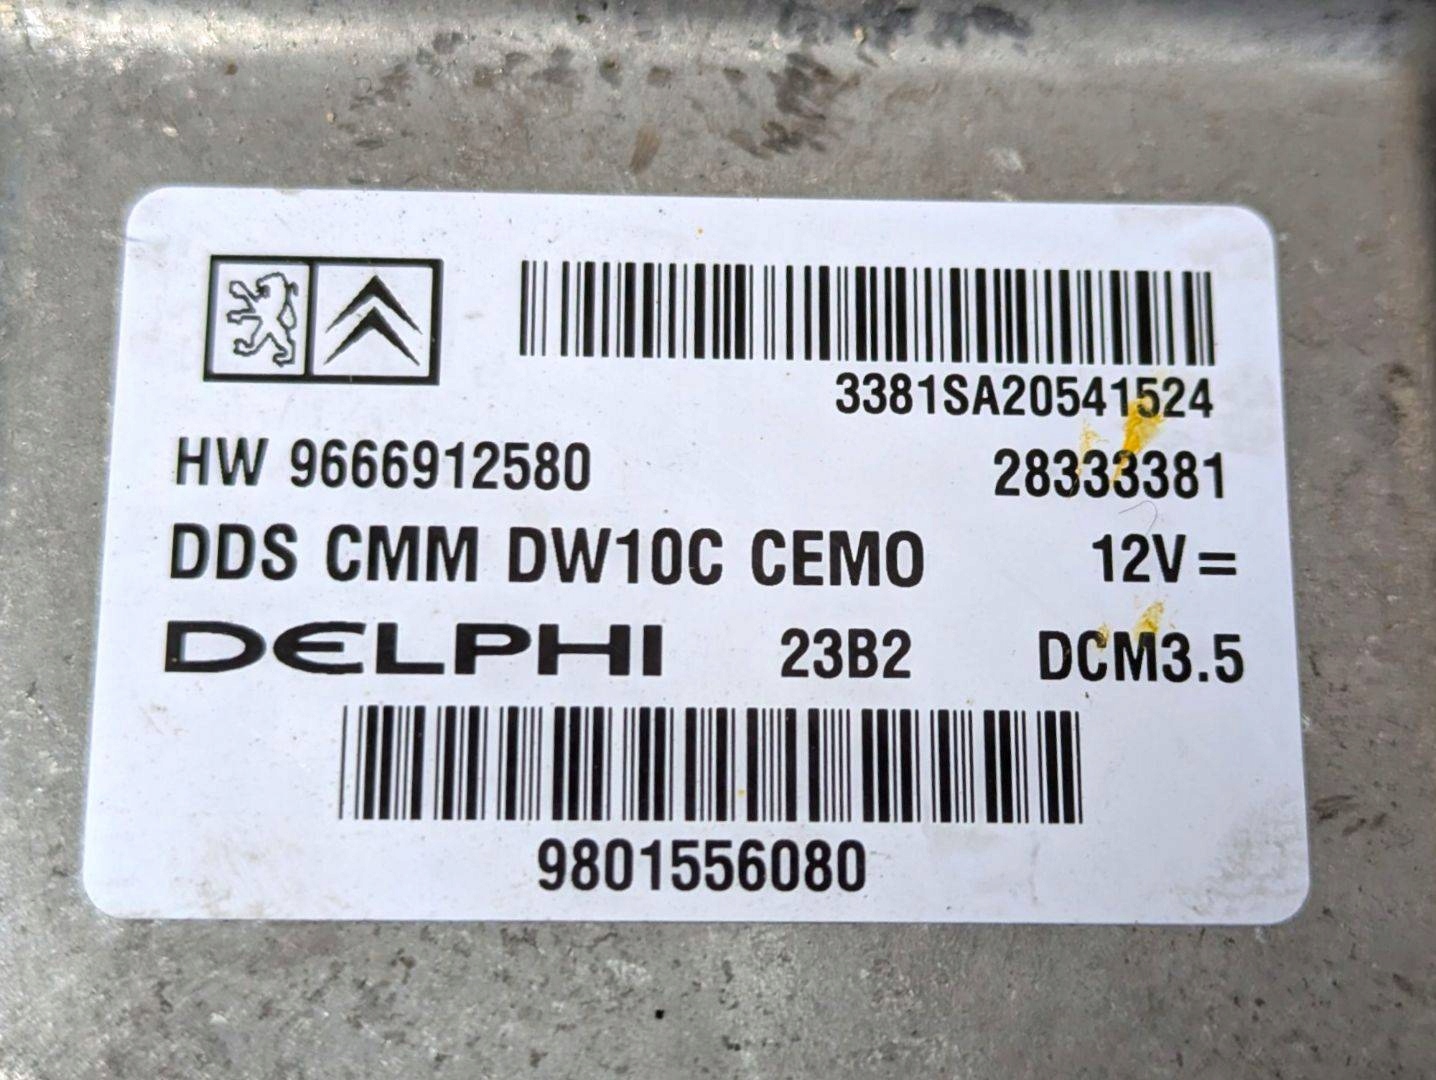 3381SA20541524
HW 9666912580 28333381
DDS CMM DW10C CEMO 12V=
DELPHI 23B2 DCM3.5
9801556080